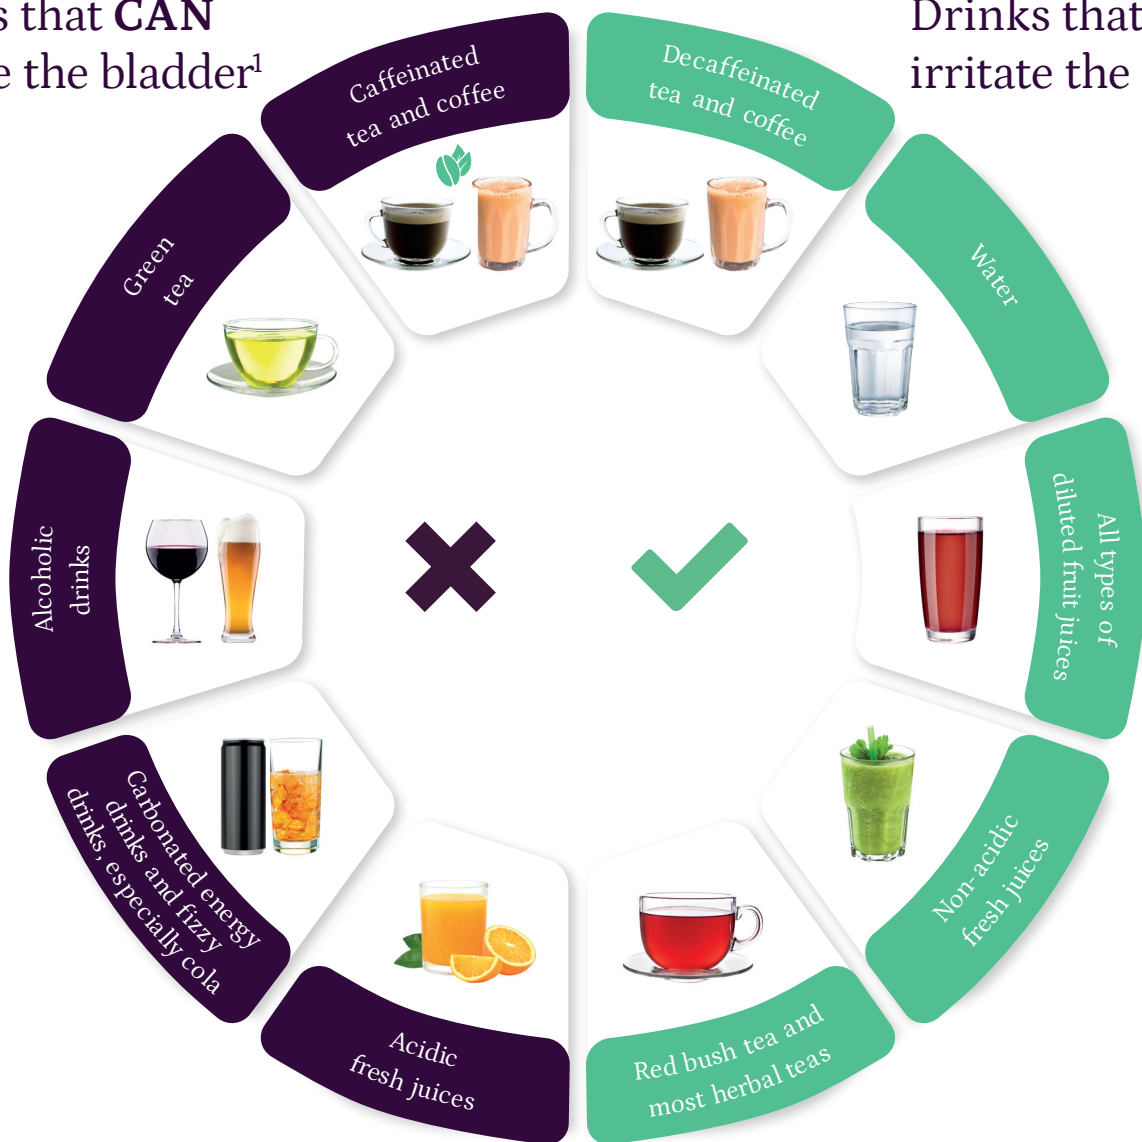 s that CAN
e the bladder¹
Drinks that
irritate the
Caffeinated
tea and coffee
Decaffeinated
tea and coffee
Green
tea
Water
Alcoholic
drinks
All types of
diluted fruit juices
Carbonated energy
drinks and fizzy
drinks, especially cola
Non-acidic
fresh juices
Acidic
fresh juices
Red bush tea and
most herbal teas